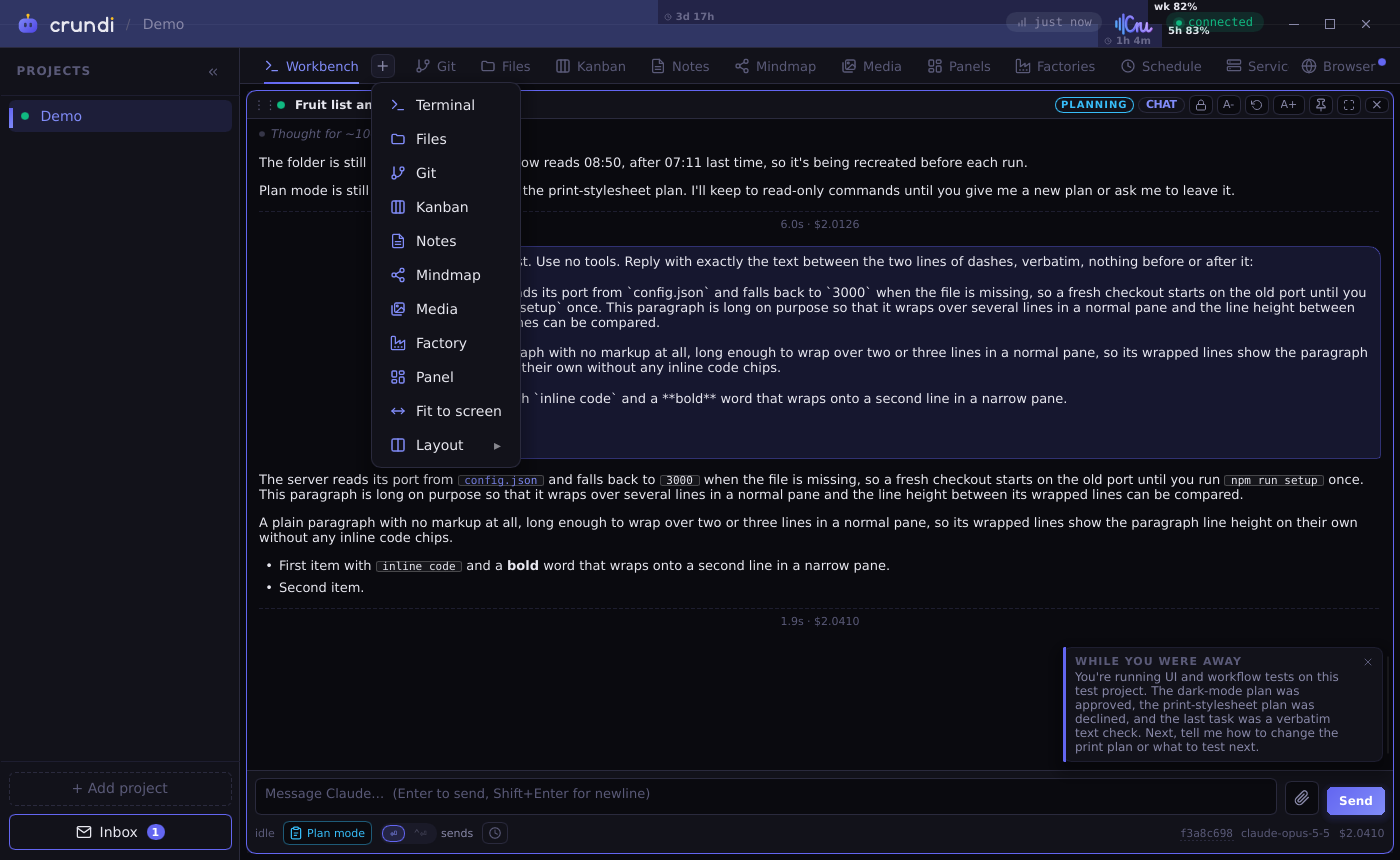 crundi / Demo
3d 17h
just now
Cru
1h 4m
wk 82%
5h 83%
connected
PROJECTS «
Workbench + Git Files Kanban Notes Mindmap Media Panels Factories Schedule Servic Browser
Demo
Fruit list an
PLANNING CHAT A- A+
Terminal
Files
Git
Kanban
Notes
Mindmap
Media
Factory
Panel
Fit to screen
Layout ▸
Thought for ~10
The folder is still ow reads 08:50, after 07:11 last time, so it's being recreated before each run.
Plan mode is still the print-stylesheet plan. I'll keep to read-only commands until you give me a new plan or ask me to leave it.
6.0s · $2.0126
t. Use no tools. Reply with exactly the text between the two lines of dashes, verbatim, nothing before or after it:
ds its port from `config.json` and falls back to `3000` when the file is missing, so a fresh checkout starts on the old port until you
setup` once. This paragraph is long on purpose so that it wraps over several lines in a normal pane and the line height between
nes can be compared.
aph with no markup at all, long enough to wrap over two or three lines in a normal pane, so its wrapped lines show the paragraph
their own without any inline code chips.
h `inline code` and a **bold** word that wraps onto a second line in a narrow pane.
The server reads its port from config.json and falls back to 3000 when the file is missing, so a fresh checkout starts on the old port until you run npm run setup once.
This paragraph is long on purpose so that it wraps over several lines in a normal pane and the line height between its wrapped lines can be compared.
A plain paragraph with no markup at all, long enough to wrap over two or three lines in a normal pane, so its wrapped lines show the paragraph line height on their own
without any inline code chips.
• First item with inline code and a bold word that wraps onto a second line in a narrow pane.
• Second item.
1.9s · $2.0410
WHILE YOU WERE AWAY
You're running UI and workflow tests on this
test project. The dark-mode plan was
approved, the print-stylesheet plan was
declined, and the last task was a verbatim
text check. Next, tell me how to change the
print plan or what to test next.
+ Add project
Inbox 1
Message Claude… (Enter to send, Shift+Enter for newline)
Send
idle Plan mode sends
f3a8c698 claude-opus-5-5 $2.0410